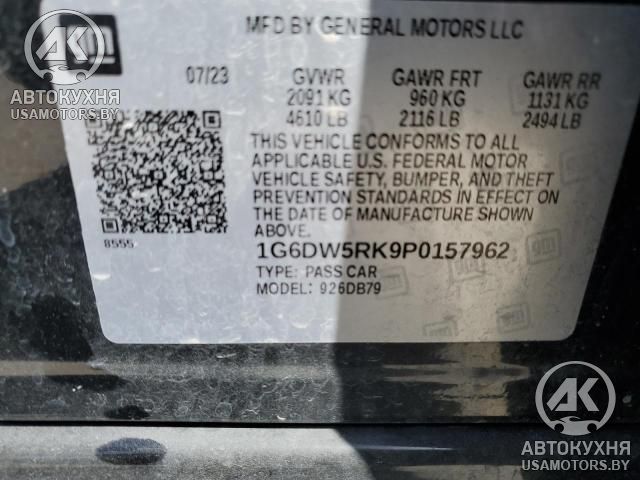 MFD BY GENERAL MOTORS LLC
07/23 GVWR GAWR FRT GAWR RR
2091 KG 960 KG 1131 KG
4610 LB 2116 LB 2494 LB
THIS VEHICLE CONFORMS TO ALL
APPLICABLE U.S. FEDERAL MOTOR
VEHICLE SAFETY, BUMPER, AND THEFT
PREVENTION STANDARDS IN EFFECT ON
THE DATE OF MANUFACTURE SHOWN
ABOVE.
8555
1G6DW5RK9P0157962
TYPE: PASS CAR
MODEL: 926DB79
АК
АВТОКУХНЯ
USAMOTORS.BY
АК
АВТОКУХНЯ
USAMOTORS.BY